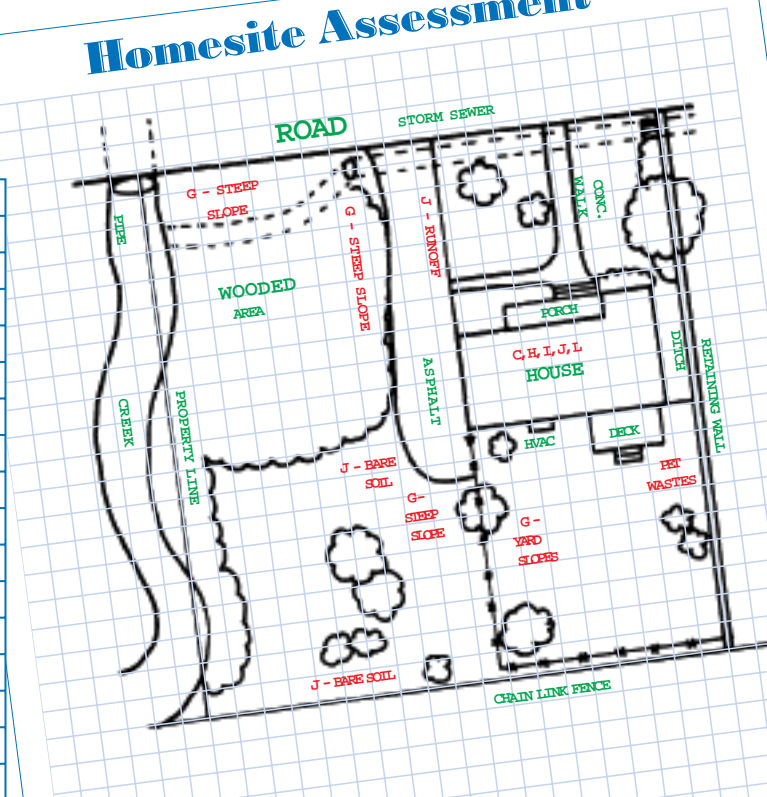 Homesite Assessment
ROAD
STORM SEWER
G - STEEP
SLOPE
PIPE
G - STEEP SLOPE
J - RUNOFF
CONC.
WALK
WOODED
AREA
PORCH
C,H,I,J,L
HOUSE
DITCH
RETAINING WALL
ASPHALT
CREEK
PROPERTY LINE
HVAC
DECK
J - BARE
SOIL
PET
WASTES
G-
STEEP
SLOPE
G -
YARD
SLOPES
J - BARE SOIL
CHAIN LINK FENCE